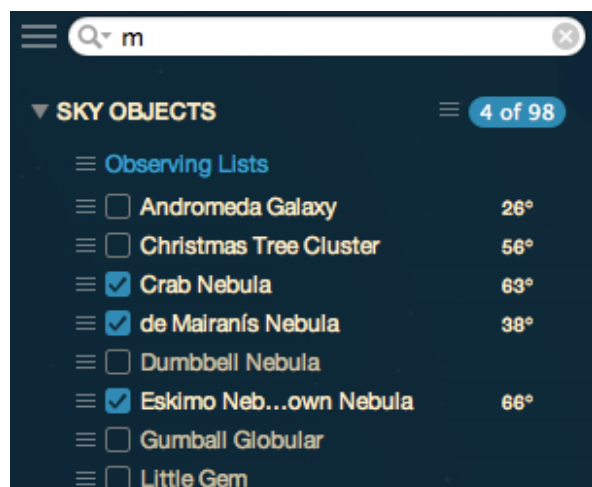 m
SKY OBJECTS 4 of 98
Observing Lists
Andromeda Galaxy 26°
Christmas Tree Cluster 56°
Crab Nebula 63°
de Mairanís Nebula 38°
Dumbbell Nebula
Eskimo Neb...own Nebula 66°
Gumball Globular
Little Gem